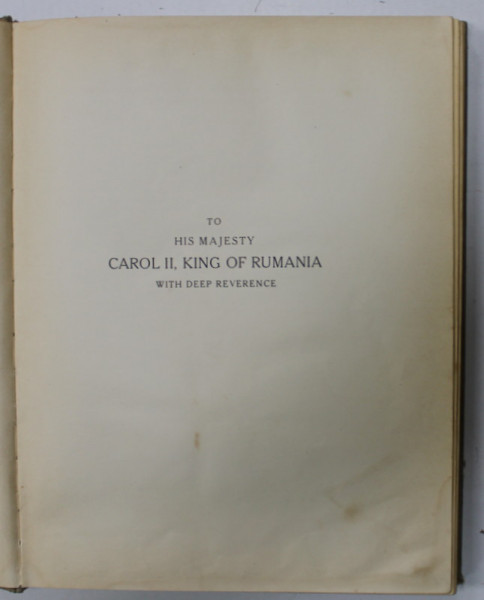 TO
HIS MAJESTY
CAROL II, KING OF RUMANIA
WITH DEEP REVERENCE